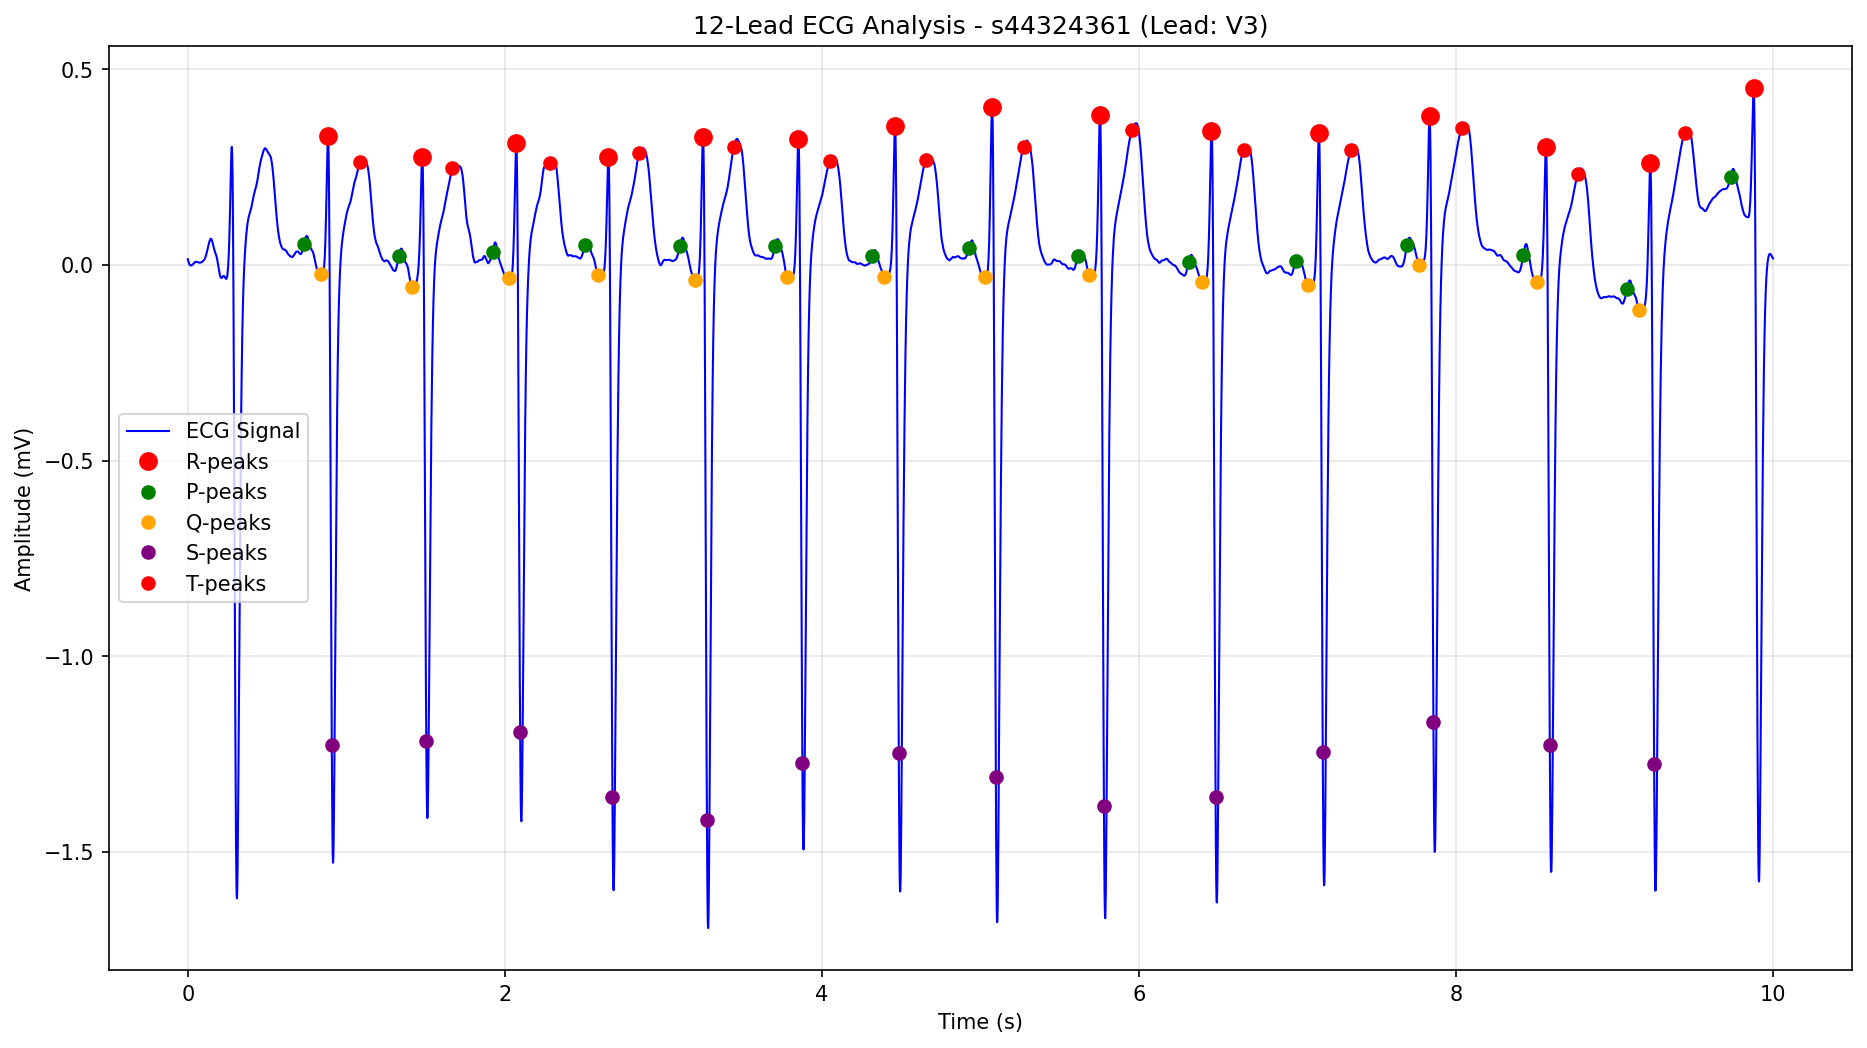 12-Lead ECG Analysis - s44324361 (Lead: V3)
0.5
0.0
−0.5
−1.0
−1.5
Amplitude (mV)
ECG Signal
R-peaks
P-peaks
Q-peaks
S-peaks
T-peaks
0 2 4 6 8 10
Time (s)